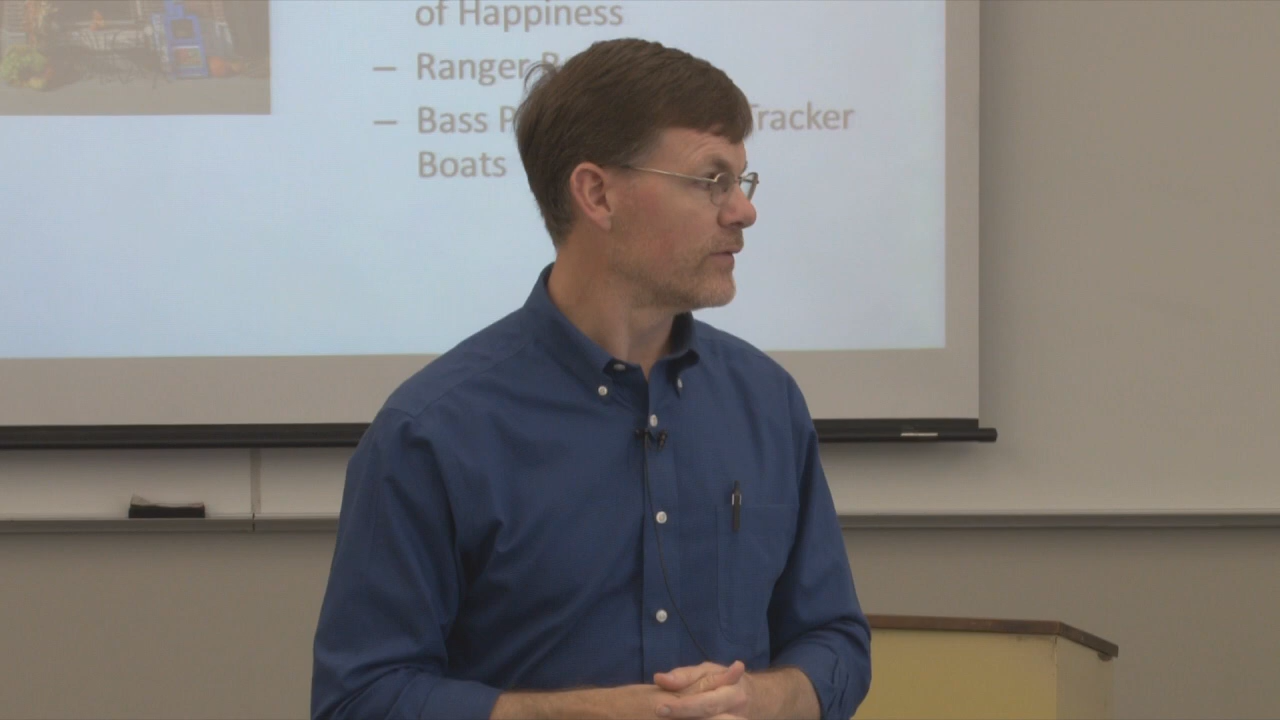 of Happiness
– Ranger
– Bass Tracker
Boats